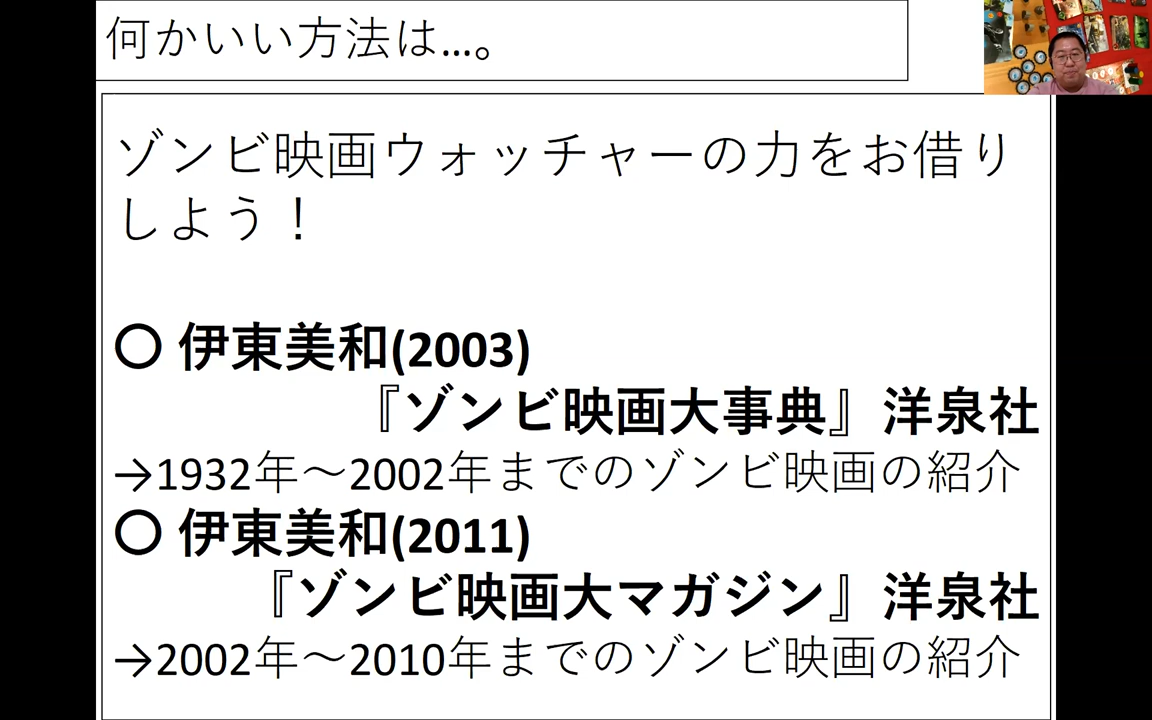 何かいい方法は…。
ゾンビ映画ウォッチャーの力をお借り
しよう！
〇 伊東美和(2003)
『ゾンビ映画大事典』洋泉社
→1932年～2002年までのゾンビ映画の紹介
〇 伊東美和(2011)
『ゾンビ映画大マガジン』洋泉社
→2002年～2010年までのゾンビ映画の紹介